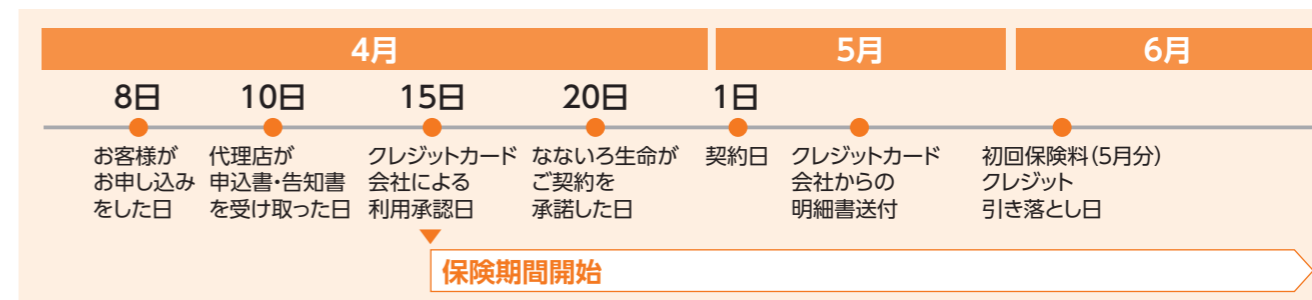 4月
5月
6月
8日
10日
15日
20日
1日
お客様が
お申し込み
をした日
代理店が
申込書・告知書
を受け取った日
クレジットカード
会社による
利用承認日
なないろ生命が
ご契約を
承諾した日
契約日
クレジットカード
会社からの
明細書送付
初回保険料(5月分)
クレジット
引き落とし日
保険期間開始